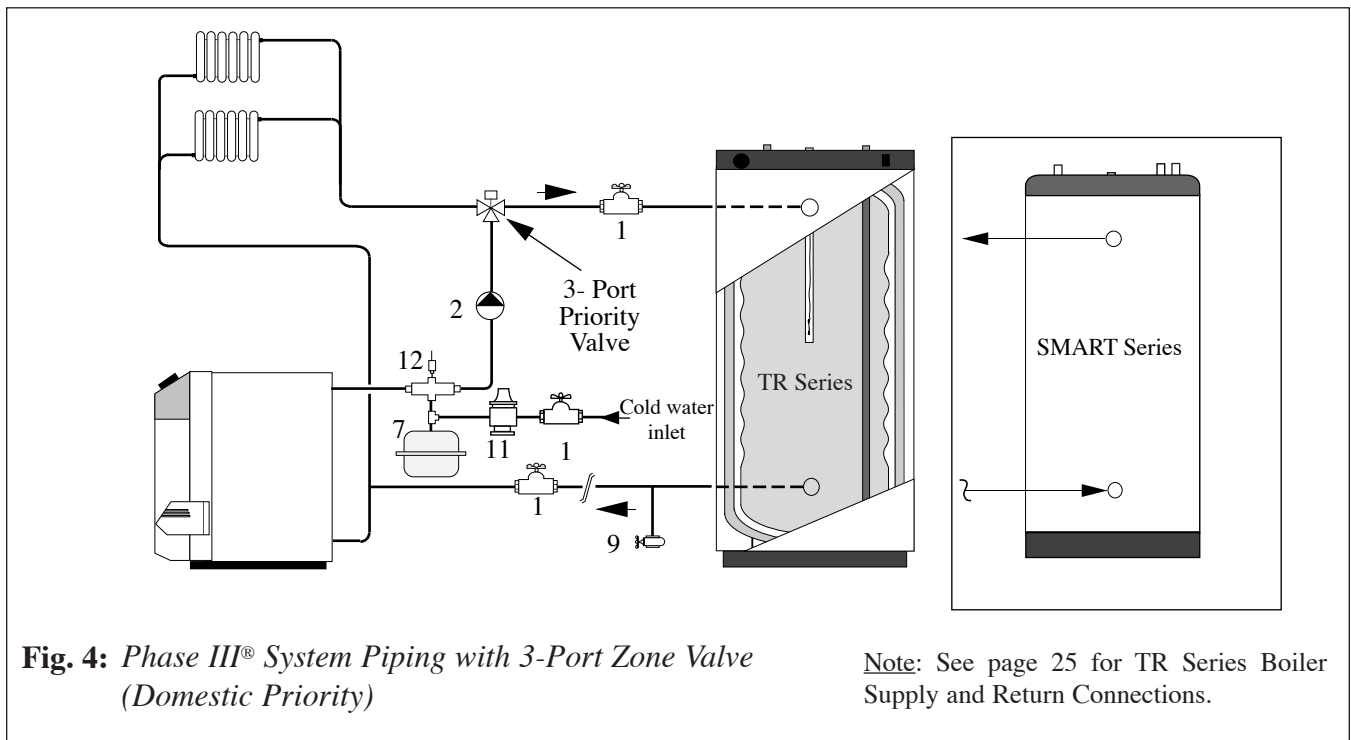 1
2
3- Port
Priority
Valve
12
TR Series
SMART Series
Cold water
inlet
7
11
1
1
9
Fig. 4: Phase III® System Piping with 3-Port Zone Valve
(Domestic Priority)
Note: See page 25 for TR Series Boiler
Supply and Return Connections.